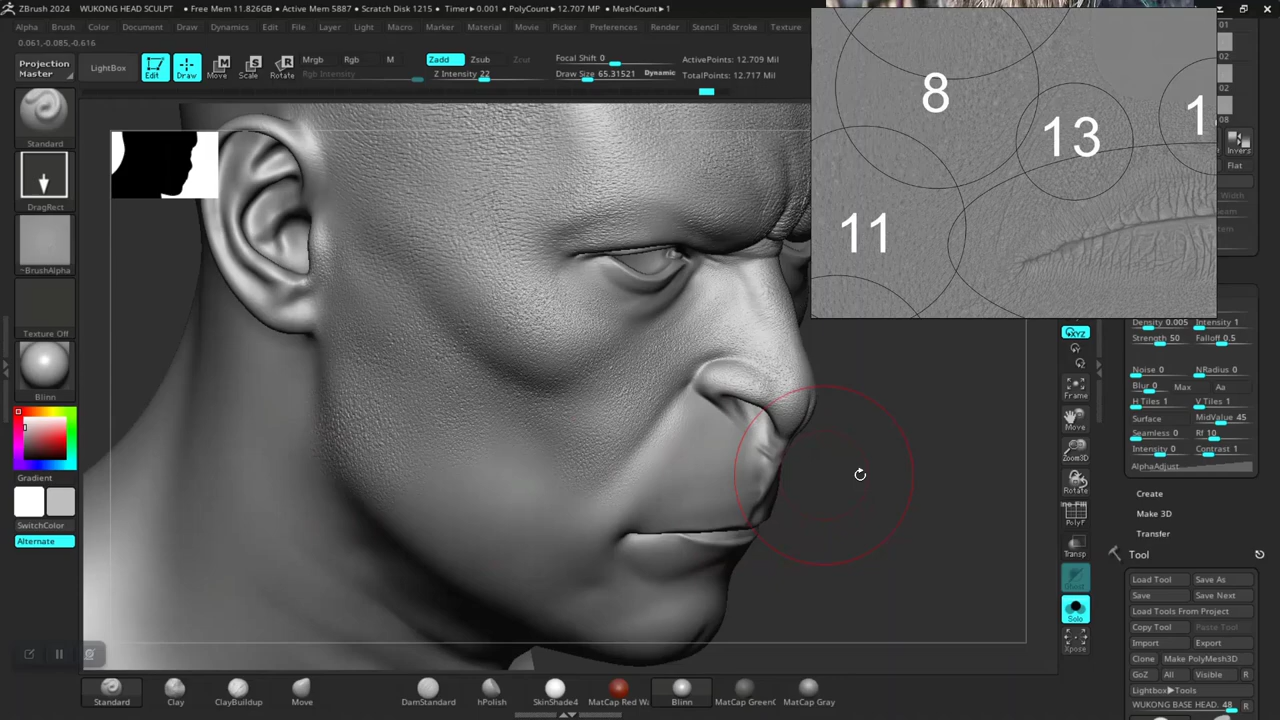 ZBrush 2024 WUKONG HEAD SCULPT • Free Mem 11.826GB • Active Mem 5887 • Scratch Disk 1215 • Timer▶0.001 • PolyCount▶12.707 MP • MeshCount▶1
Alpha Brush Color Document Draw Dynamics Edit File Layer Light Macro Marker Material Movie Picker Preferences Render Stencil Stroke
0.061,-0.085,-0.616
Projection Master
LightBox
Edit
Draw
Move
Scale
Rotate
Mrgb Rgb M
Rgb Intensity
Zadd Zsub Zcut
Z Intensity 22
Focal Shift 0
Draw Size 65.31521 Dynamic
ActivePoints: 12.709 Mil
TotalPoints: 12.717 Mil
8
13
1
11
02
02
08
Invers
Flat
Standard
DragRect
~BrushAlpha
Texture Off
Blinn
Gradient
SwitchColor
Alternate
XYZ
Frame
Move
Zoom3D
Rotate
PolyF
Transp
Ghost
Solo
Xpose
Density 0.005 Intensity 1
Strength 50 Falloff 0.5
Noise 0 NRadius 0
Blur 0 Max Aa
H Tiles 1 V Tiles 1
Surface MidValue 45
Seamless 0 Rf 10
Intensity 0 Contrast 1
AlphaAdjust
Create
Make 3D
Transfer
Tool
Load Tool Save As
Save Save Next
Load Tools From Project
Copy Tool Paste Tool
Import Export
Clone Make PolyMesh3D
GoZ All Visible R
Lightbox▶Tools
WUKONG BASE HEAD. 48 R
Standard Clay ClayBuildup Move DamStandard hPolish SkinShade4 MatCap Red Wa Blinn MatCap GreenC MatCap Gray